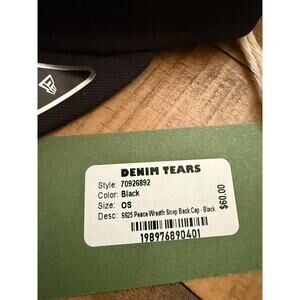 DENIM TEARS
Style: 70926892
Color: Black
Size: OS
Desc: SS25 Peace Wreath Snap Back Cap - Black
$60.00
198976890401